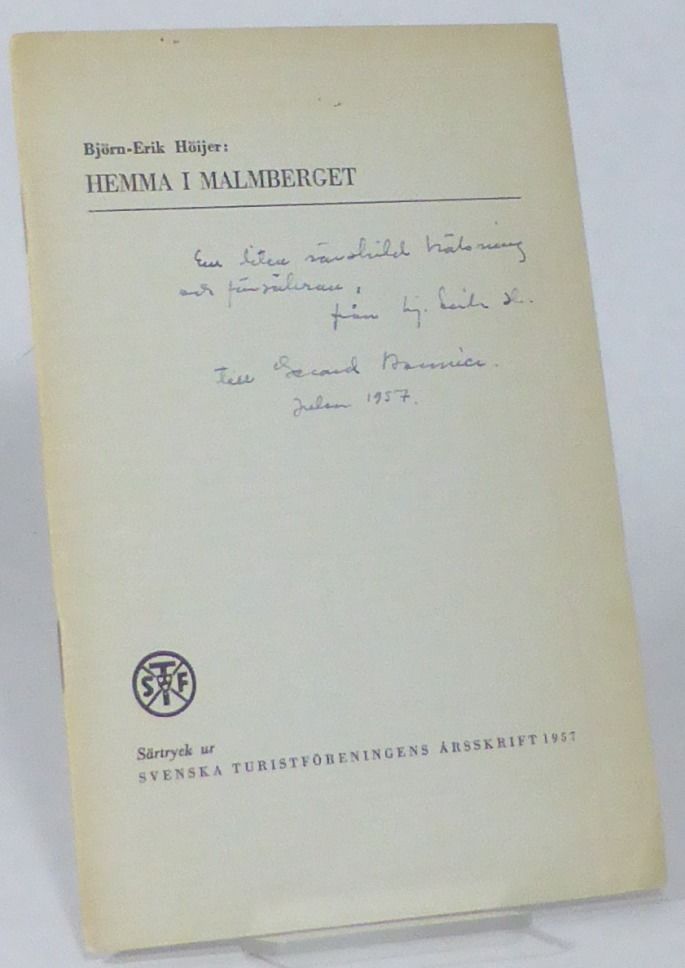 Björn-Erik Höijer:
HEMMA I MALMBERGET
En liten särskild hälsning
och
från Bj. Erik H.
till Gerard Bonnier.
Julen 1957.
STF
Särtryck ur
SVENSKA TURISTFÖRENINGENS ÅRSSKRIFT 1957